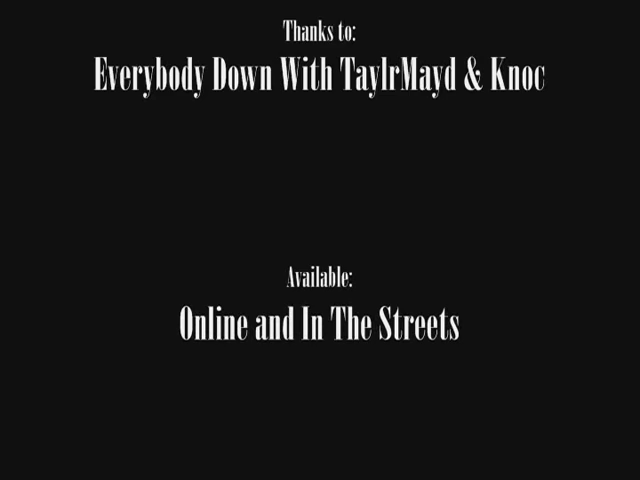 Thanks to:
Everybody Down With TaylrMayd & Knoc
Available:
Online and In The Streets